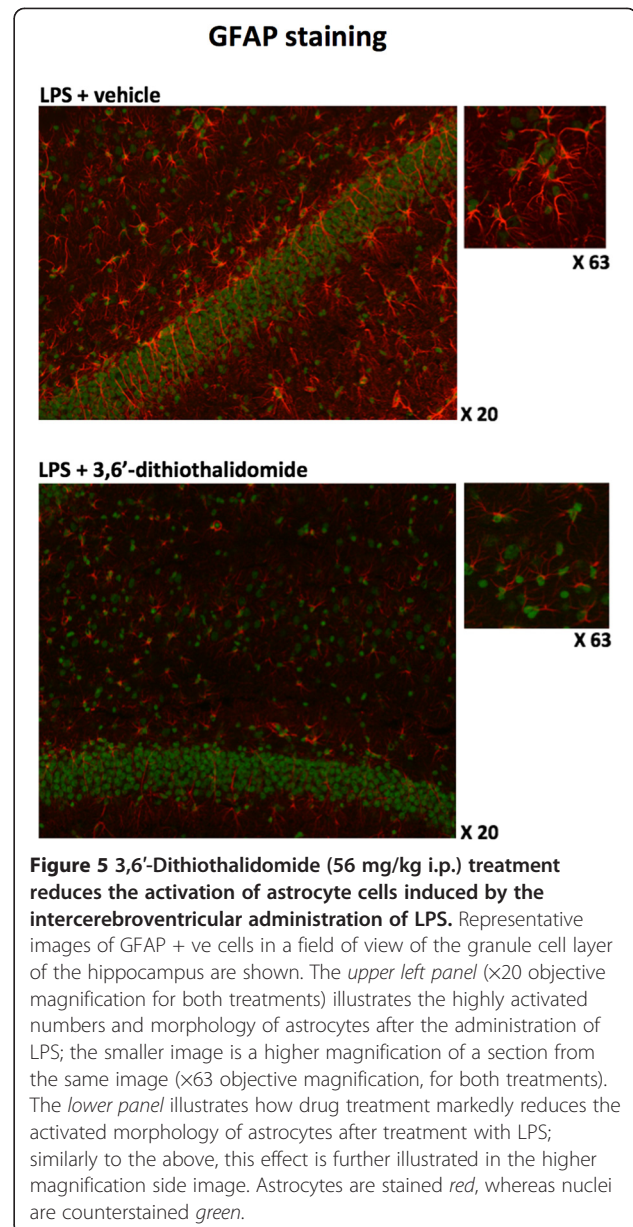 GFAP staining
LPS + vehicle
X 63
X 20
LPS + 3,6’-dithiothalidomide
X 63
X 20
Figure 5 3,6′-Dithiothalidomide (56 mg/kg i.p.) treatment
reduces the activation of astrocyte cells induced by the
intercerebroventricular administration of LPS. Representative
images of GFAP + ve cells in a field of view of the granule cell layer
of the hippocampus are shown. The upper left panel (×20 objective
magnification for both treatments) illustrates the highly activated
numbers and morphology of astrocytes after the administration of
LPS; the smaller image is a higher magnification of a section from
the same image (×63 objective magnification, for both treatments).
The lower panel illustrates how drug treatment markedly reduces the
activated morphology of astrocytes after treatment with LPS;
similarly to the above, this effect is further illustrated in the higher
magnification side image. Astrocytes are stained red, whereas nuclei
are counterstained green.